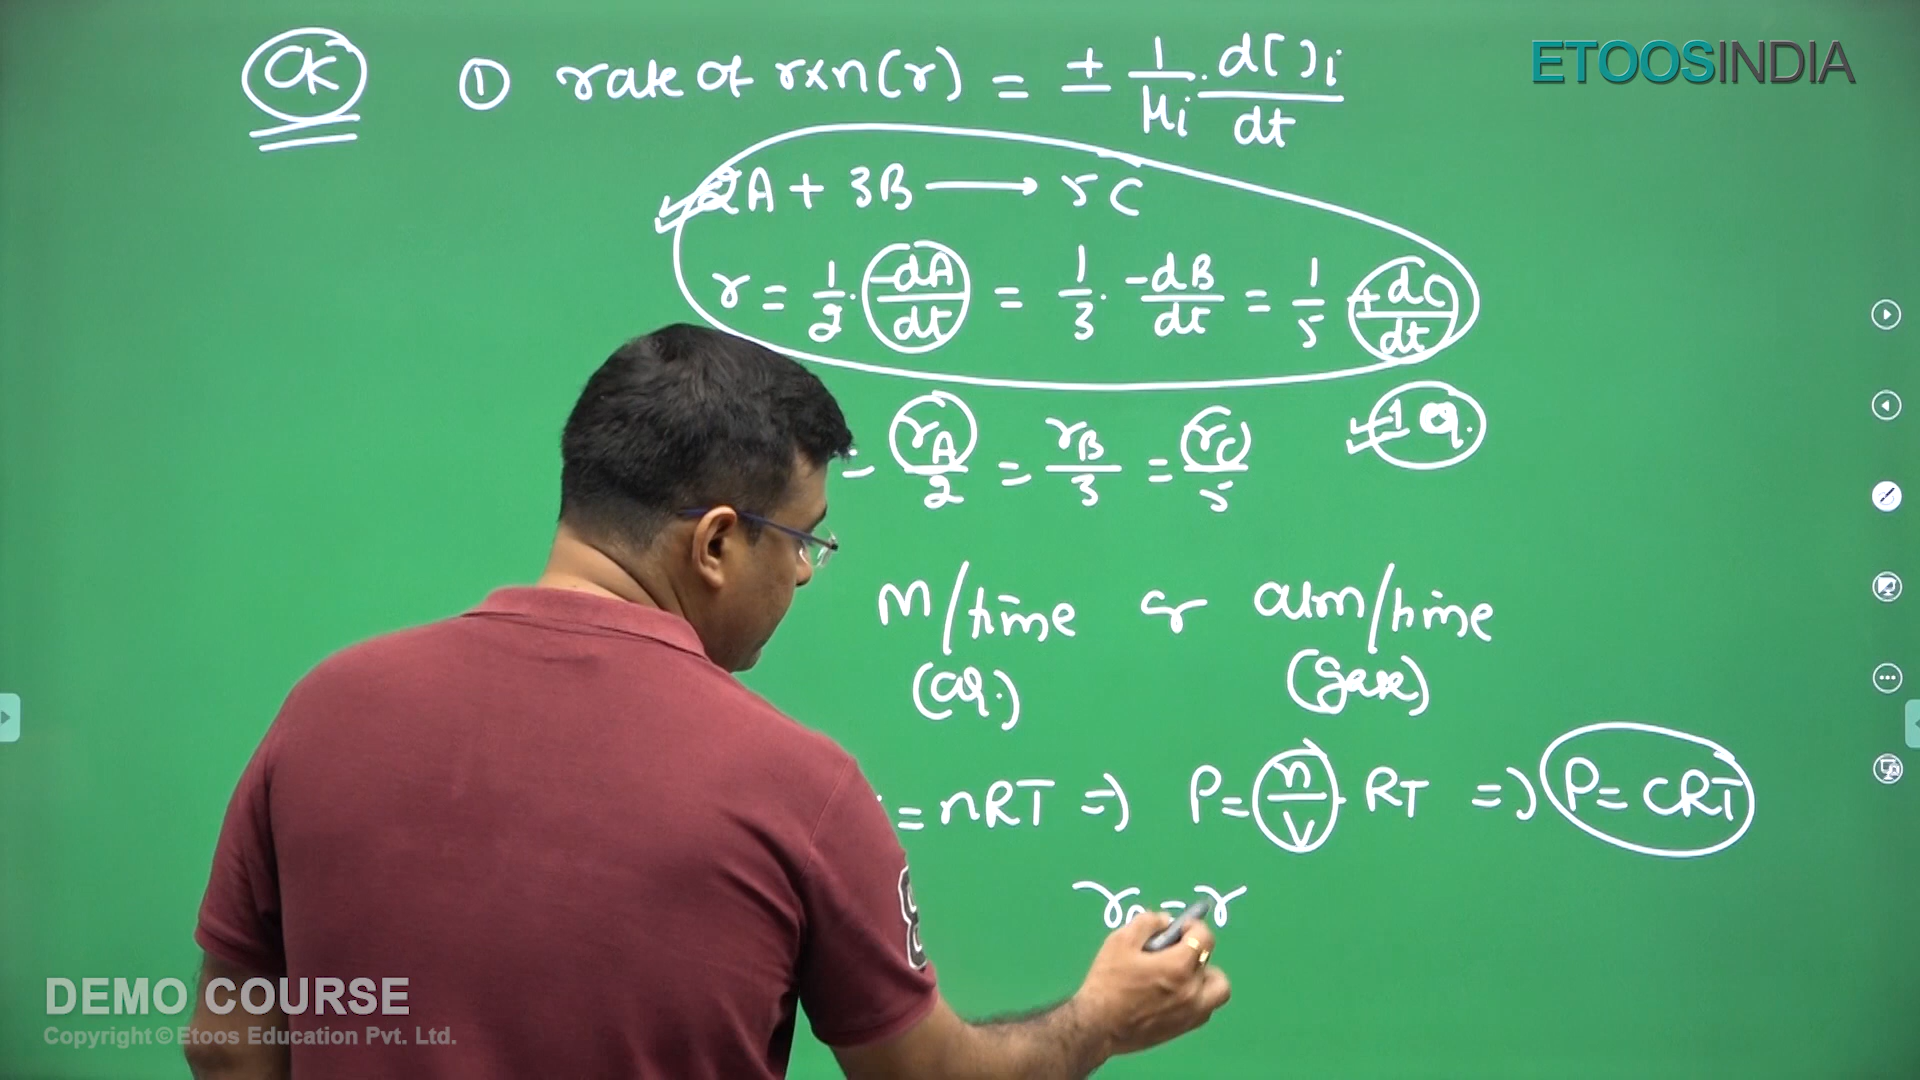 CK ① rate of rxn(r) = ± 1/μi . d[ ]i/dt
ETOOSINDIA
2A + 3B ⟶ 5C
r = 1/2 . -dA/dt = 1/3 . -dB/dt = 1/5 +dC/dt
= rA/2 = rB/3 = rC/5
1 Q.
M/time or atm/time
(aq.)
= nRT ⇒ P = n/V . RT ⇒ P = CRT
= r
DEMO COURSE
Copyright © Etoos Education Pvt. Ltd.